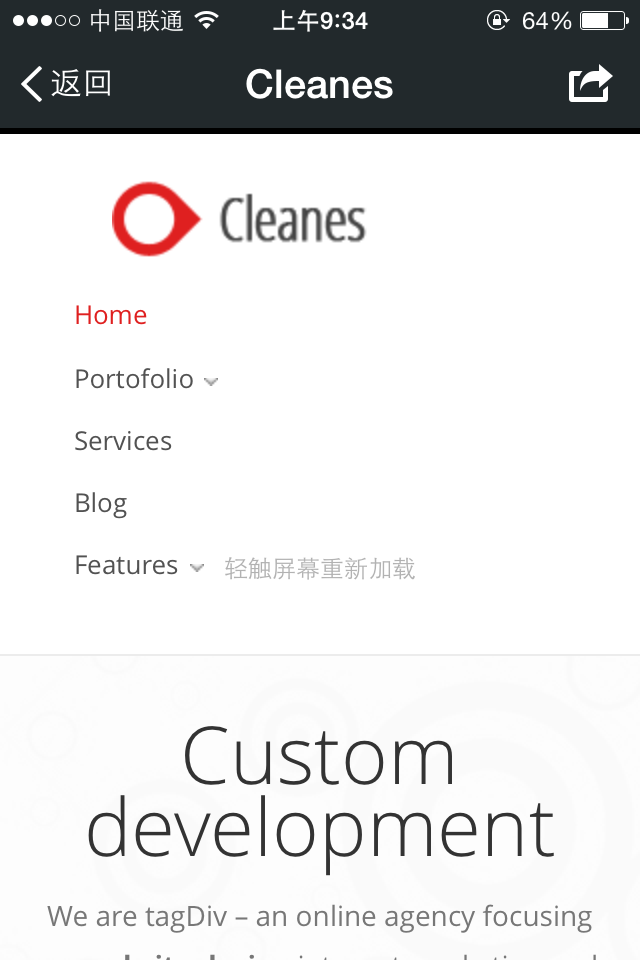 中国联通 上午9:34 64%
返回 Cleanes
Cleanes
Home
Portofolio
Services
Blog
Features 轻触屏幕重新加载
Custom
development
We are tagDiv – an online agency focusing